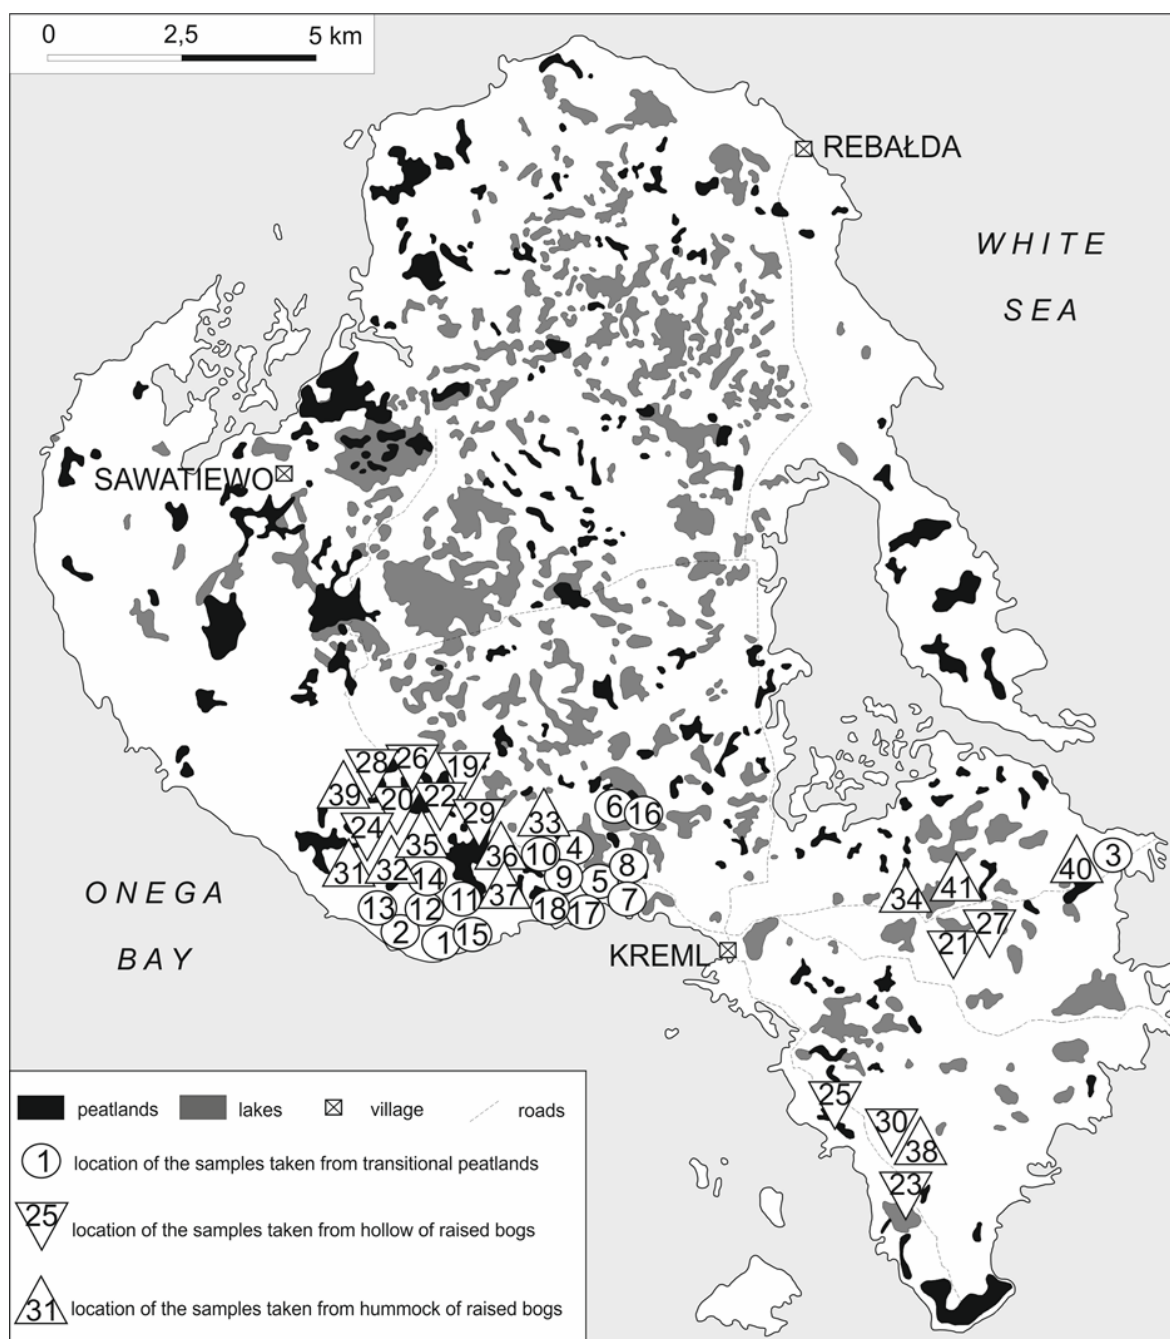 0 2,5 5 km
REBAŁDA
WHITE
SEA
SAWATIEWO
28 26 19
39 20 22
24 29 33 6 16
35 36 10 4
31 32 14 9 5 8
13 12 11 37 18 17 7
2 1 15
ONEGA
BAY
KREML
34 41 40 3
21 27
25 30
38
23
peatlands lakes village roads
1 location of the samples taken from transitional peatlands
25 location of the samples taken from hollow of raised bogs
31 location of the samples taken from hummock of raised bogs